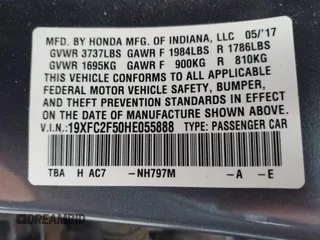 MFD. BY HONDA MFG. OF INDIANA, LLC 05/'17
GVWR 3737LBS GAWR F 1984LBS R 1786LBS
GVWR 1695KG GAWR F 900KG R 810KG
THIS VEHICLE CONFORMS TO ALL APPLICABLE
FEDERAL MOTOR VEHICLE SAFETY, BUMPER,
AND THEFT PREVENTION STANDARDS IN EFFECT ON
THE DATE OF MANUFACTURE SHOWN ABOVE.
V.I.N.: 19XFC2F50HE055888 TYPE: PASSENGER CAR
TBA H AC7 -NH797M -A -E
DREAMBID